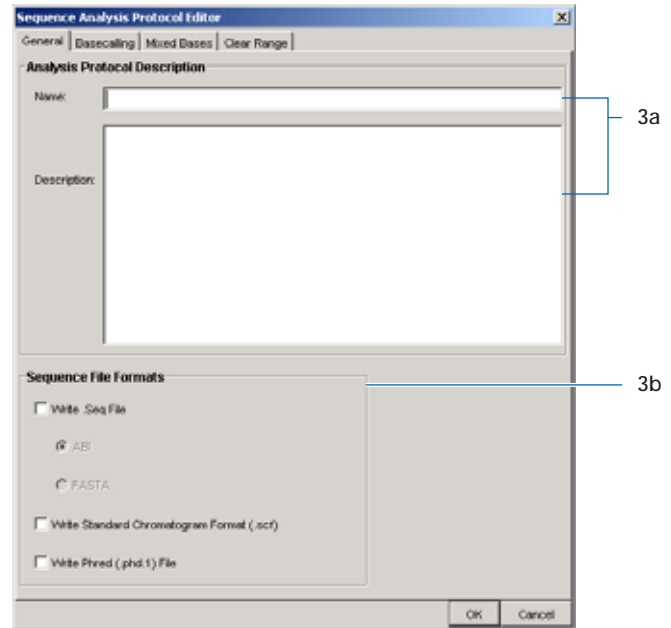 Sequence Analysis Protocol Editor
General Basecalling Mixed Bases Clear Range
Analysis Protocol Description
Name:
3a
Description:
Sequence File Formats
3b
Write .Seq File
ABI
FASTA
Write Standard Chromatogram Format (.scf)
Write Phred (.phd.1) File
OK Cancel